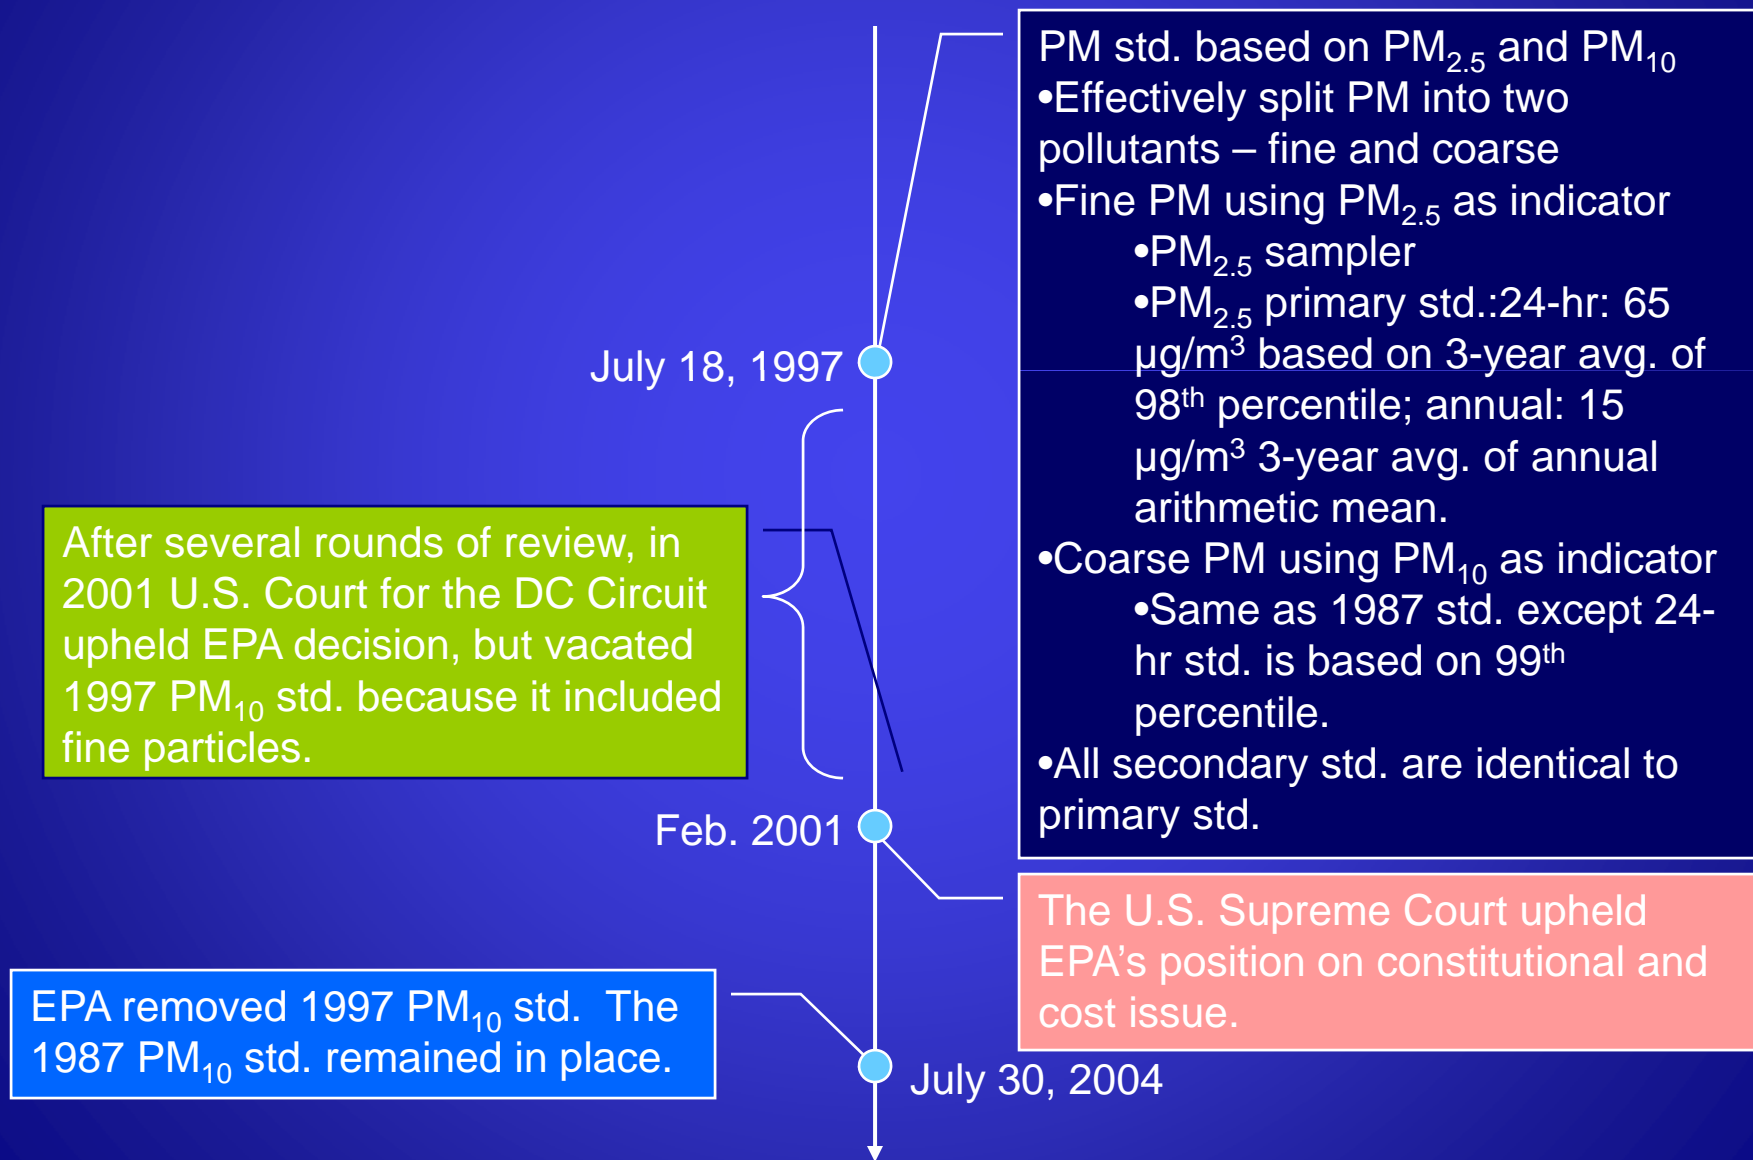 PM std. based on PM₂.₅ and PM₁₀
•Effectively split PM into two
pollutants – fine and coarse
•Fine PM using PM₂.₅ as indicator
•PM₂.₅ sampler
•PM₂.₅ primary std.:24-hr: 65
µg/m³ based on 3-year avg. of
98ᵗʰ percentile; annual: 15
µg/m³ 3-year avg. of annual
arithmetic mean.
•Coarse PM using PM₁₀ as indicator
•Same as 1987 std. except 24-
hr std. is based on 99ᵗʰ
percentile.
•All secondary std. are identical to
primary std.
July 18, 1997
After several rounds of review, in
2001 U.S. Court for the DC Circuit
upheld EPA decision, but vacated
1997 PM₁₀ std. because it included
fine particles.
Feb. 2001
The U.S. Supreme Court upheld
EPA’s position on constitutional and
cost issue.
EPA removed 1997 PM₁₀ std.  The
1987 PM₁₀ std. remained in place.
July 30, 2004